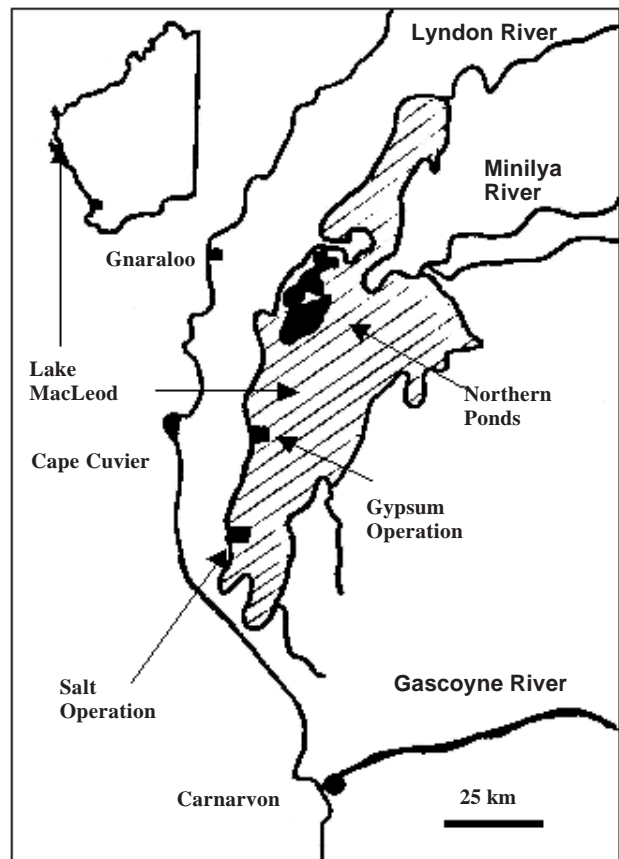 Lyndon River
Minilya
River
Gnaraloo
Lake
MacLeod
Northern
Ponds
Cape Cuvier
Gypsum
Operation
Salt
Operation
Gascoyne River
Carnarvon
25 km